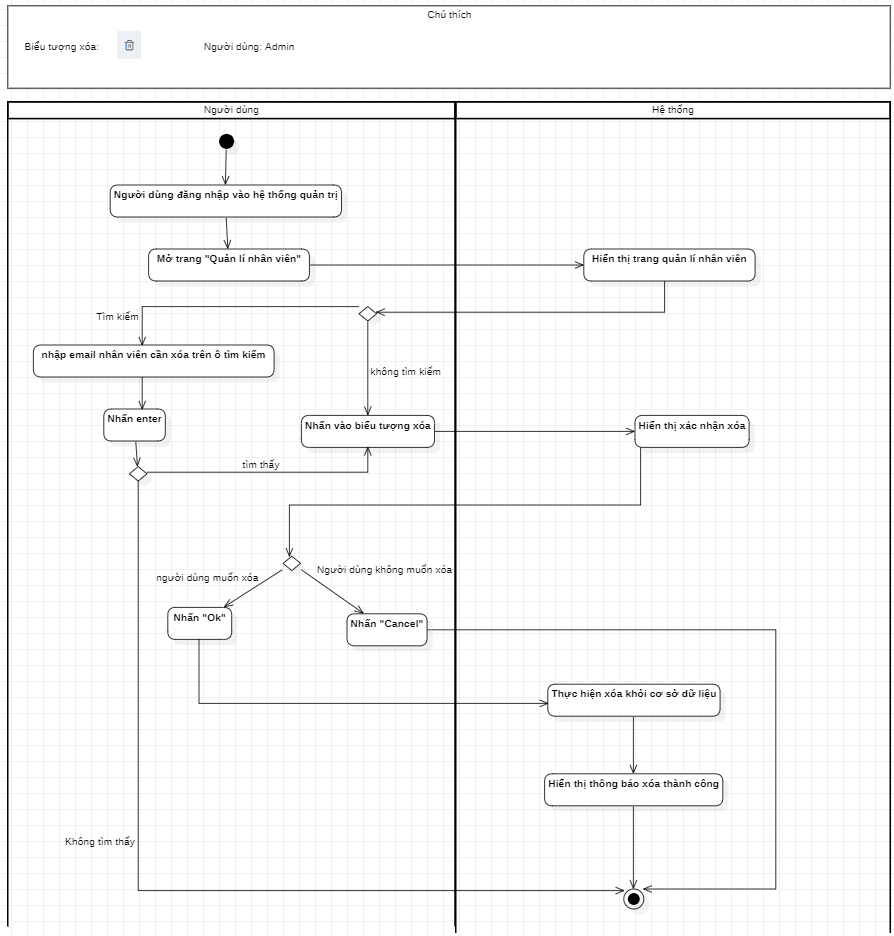 Chú thích
Biểu tượng xóa:
Người dùng: Admin
Người dùng
Hệ thống
Người dùng đăng nhập vào hệ thống quản trị
Mở trang "Quản lí nhân viên"
Hiển thị trang quản lí nhân viên
Tìm kiếm
nhập email nhân viên cần xóa trên ô tìm kiếm
không tìm kiếm
Nhấn enter
Nhấn vào biểu tượng xóa
Hiển thị xác nhận xóa
tìm thấy
người dùng muốn xóa
Người dùng không muốn xóa
Nhấn "Ok"
Nhấn "Cancel"
Thực hiện xóa khỏi cơ sở dữ liệu
Hiển thị thông báo xóa thành công
Không tìm thấy